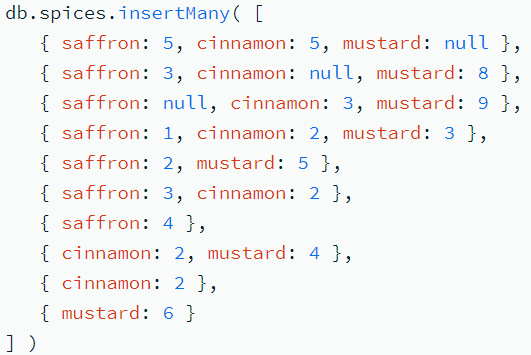 db.spices.insertMany( [
   { saffron: 5, cinnamon: 5, mustard: null },
   { saffron: 3, cinnamon: null, mustard: 8 },
   { saffron: null, cinnamon: 3, mustard: 9 },
   { saffron: 1, cinnamon: 2, mustard: 3 },
   { saffron: 2, mustard: 5 },
   { saffron: 3, cinnamon: 2 },
   { saffron: 4 },
   { cinnamon: 2, mustard: 4 },
   { cinnamon: 2 },
   { mustard: 6 }
] )